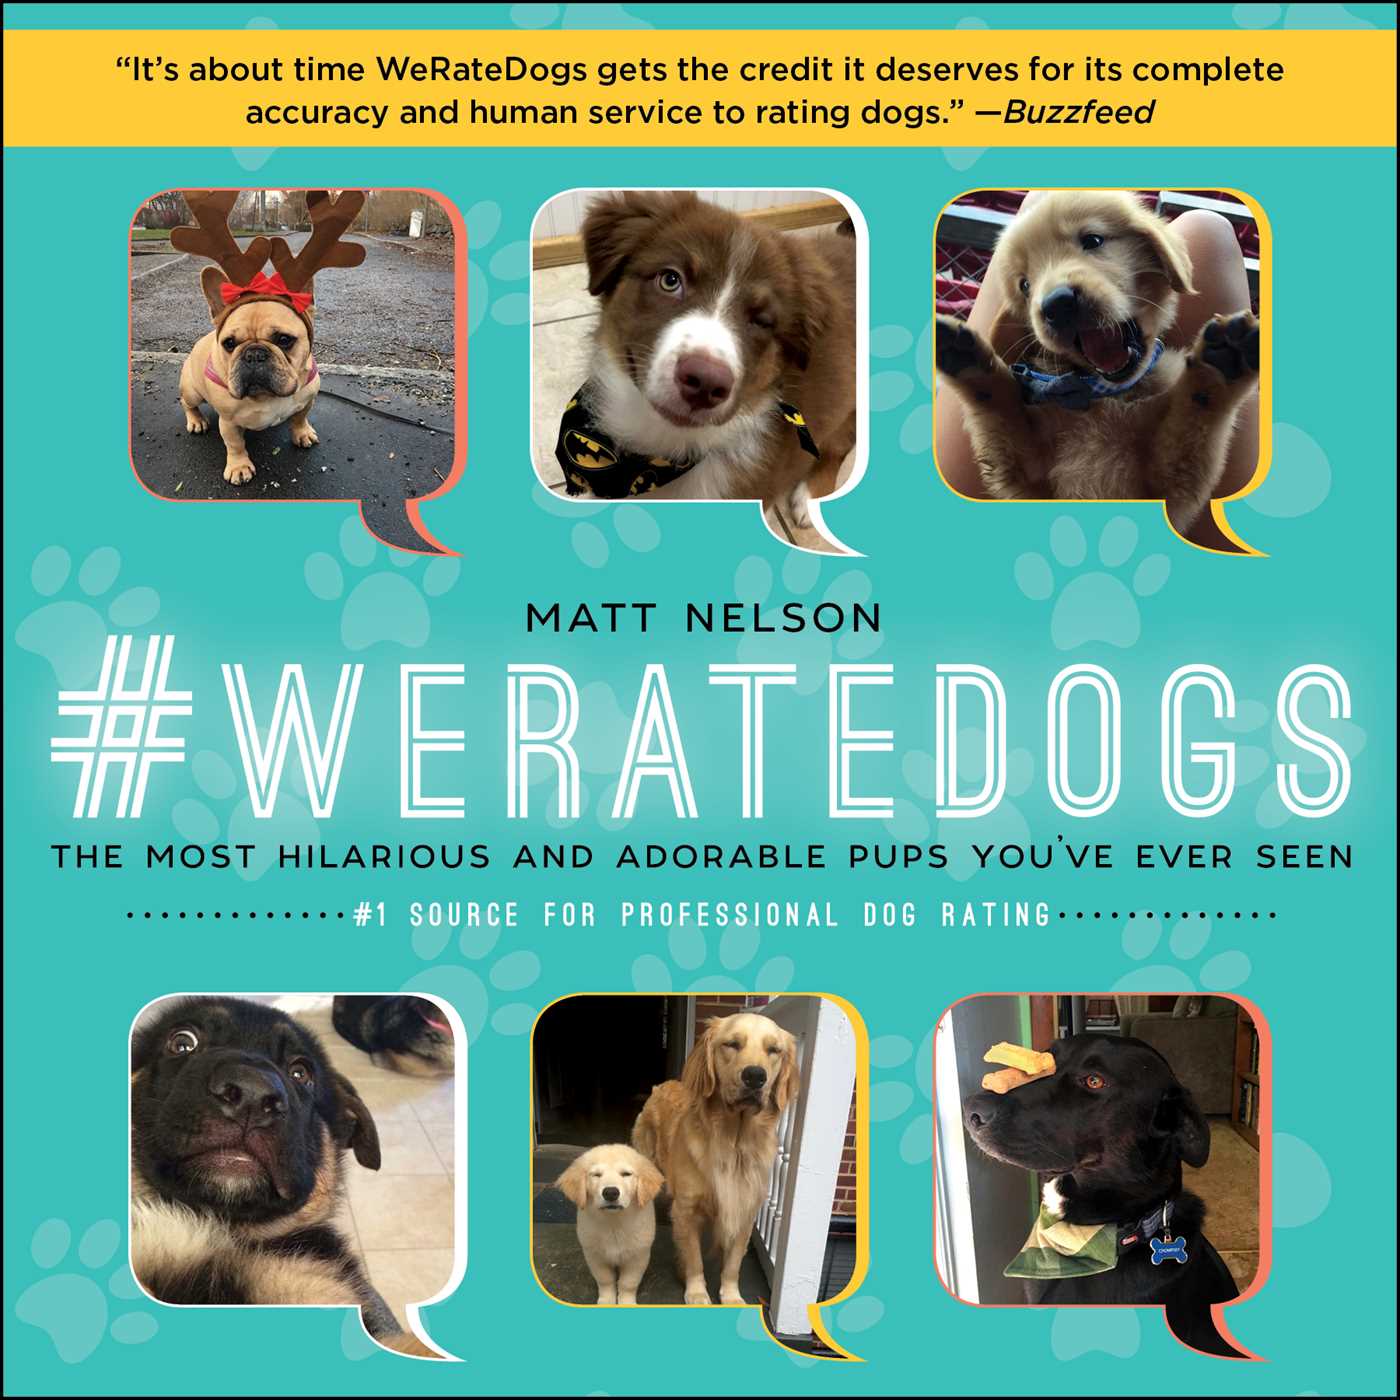 “It’s about time WeRateDogs gets the credit it deserves for its complete
accuracy and human service to rating dogs.” —Buzzfeed
MATT NELSON
#WERATEDOGS
THE MOST HILARIOUS AND ADORABLE PUPS YOU’VE EVER SEEN
#1 SOURCE FOR PROFESSIONAL DOG RATING